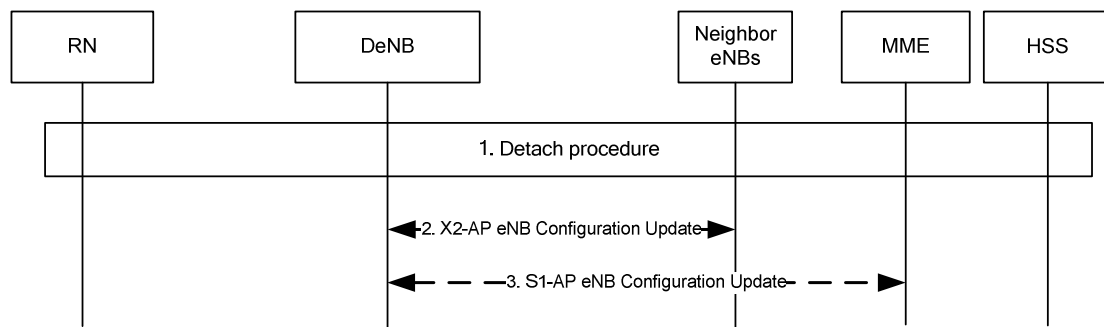 RN
DeNB
Neighbor
eNBs
MME
HSS
1. Detach procedure
2. X2-AP eNB Configuration Update
3. S1-AP eNB Configuration Update